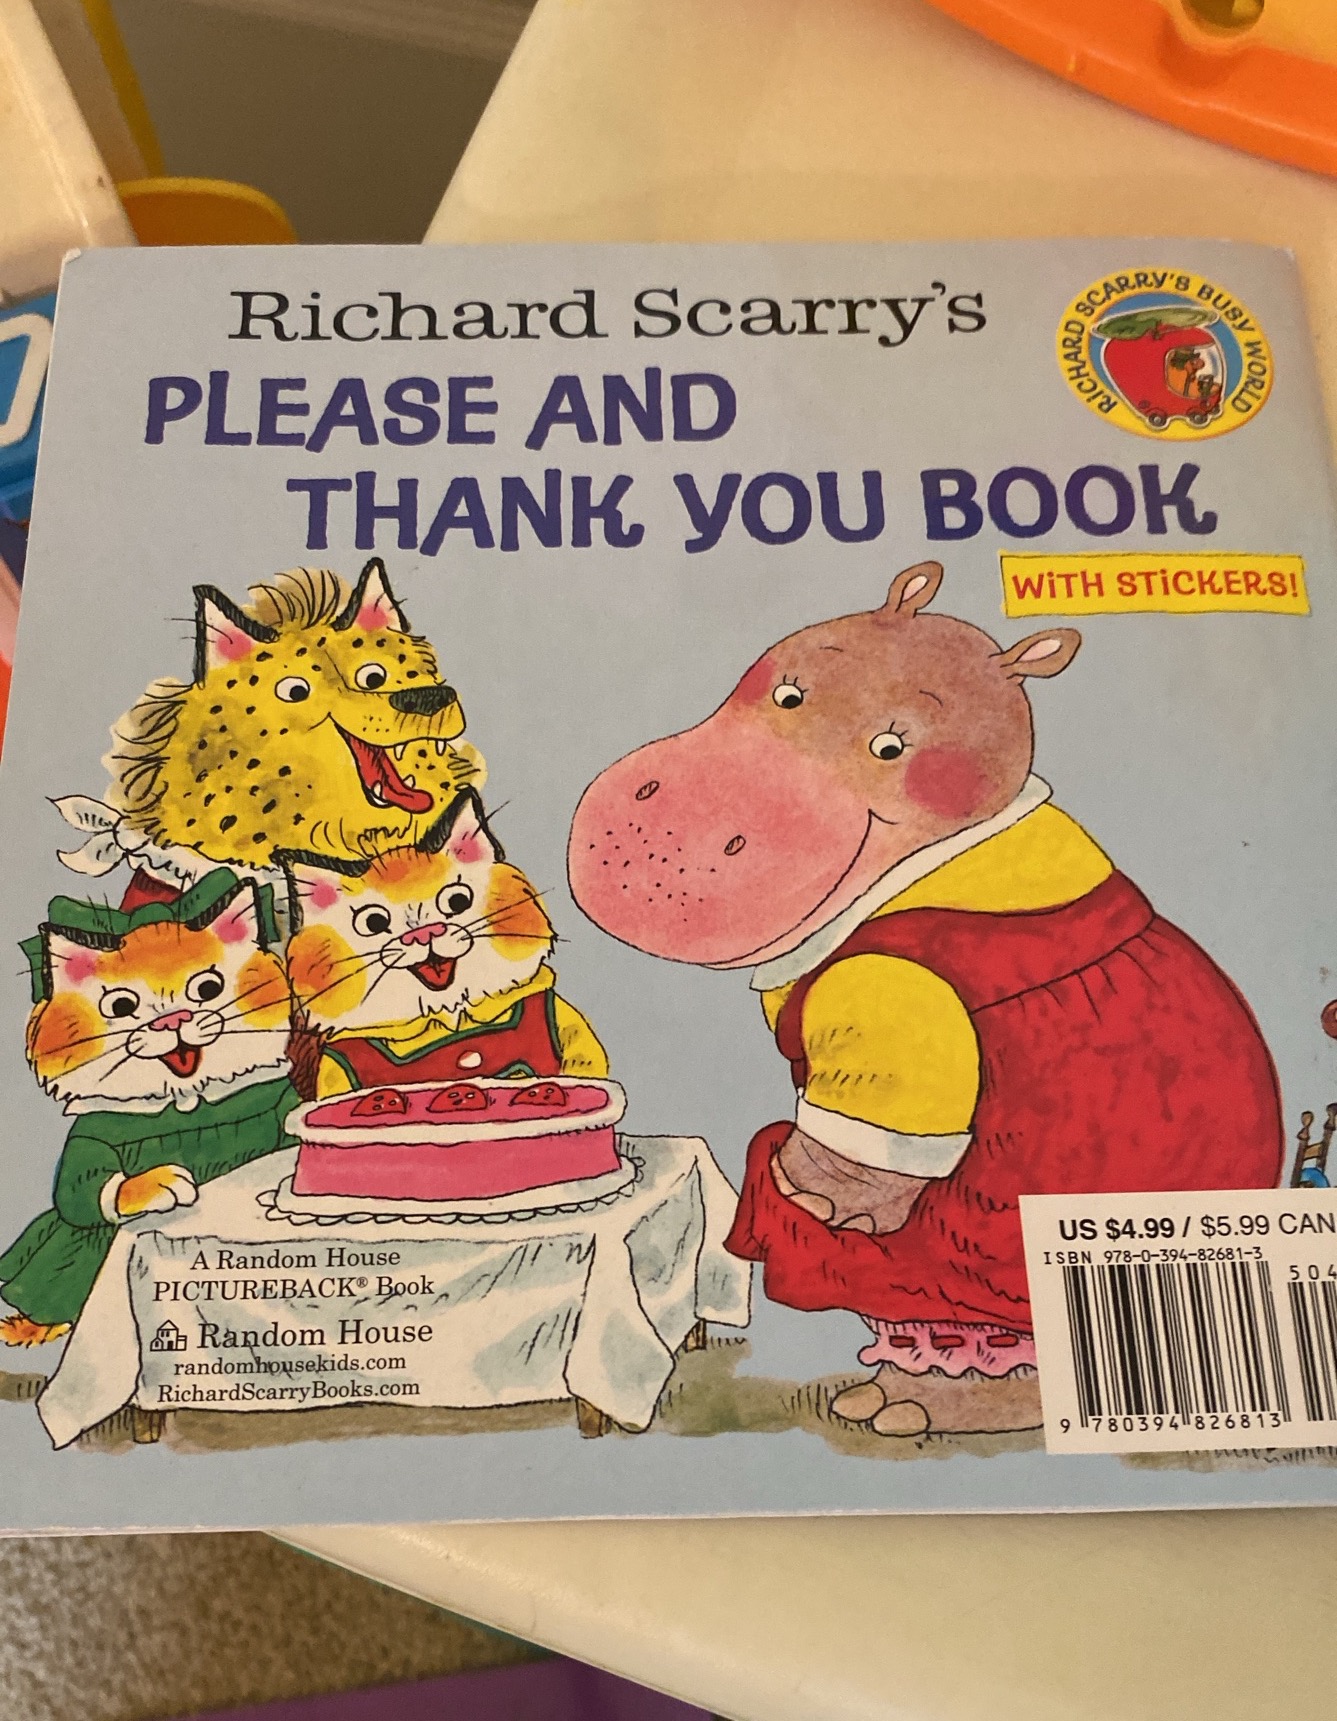 Richard Scarry's
PLEASE AND
THANK YOU BOOK
RICHARD SCARRY'S BUSY WORLD
WiTH STiCKERS!
A Random House
PICTUREBACK® Book
Random House
randomhousekids.com
RichardScarryBooks.com
US $4.99 / $5.99 CAN
ISBN 978-0-394-82681-3
504
9 780394 826813